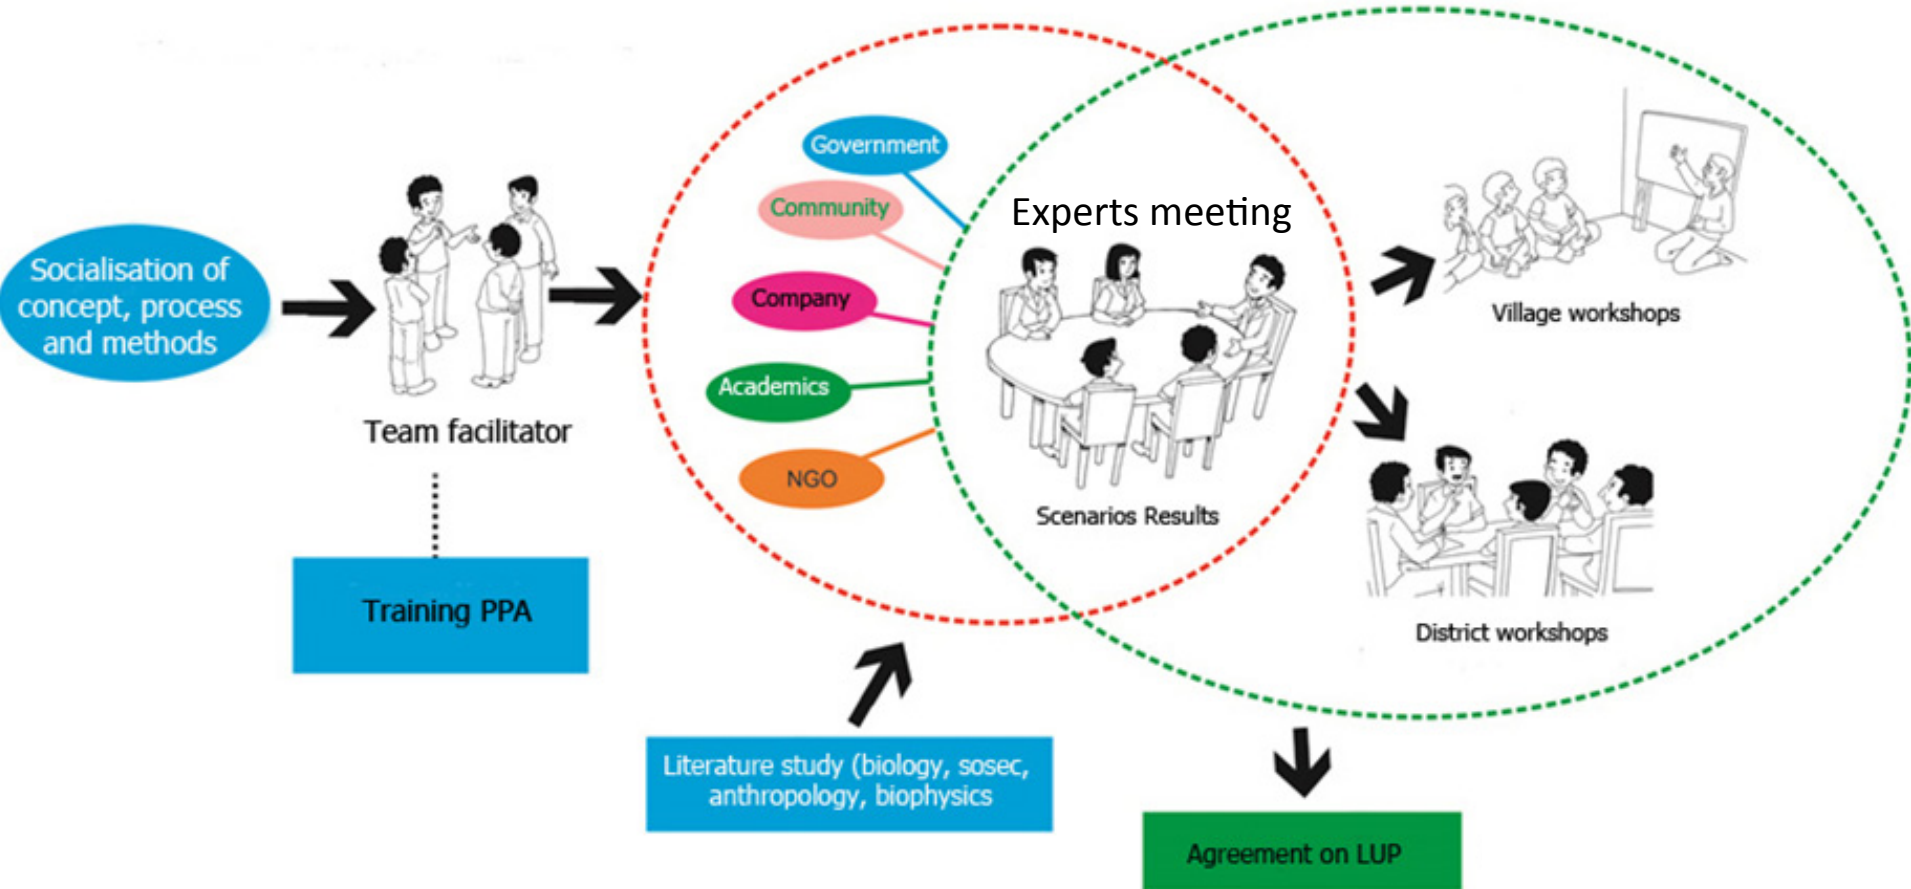 Socialisation of
concept, process
and methods
Team facilitator
Training PPA
Government
Community
Company
Academics
NGO
Experts meeting
Scenarios Results
Village workshops
District workshops
Literature study (biology, sosec,
anthropology, biophysics
Agreement on LUP